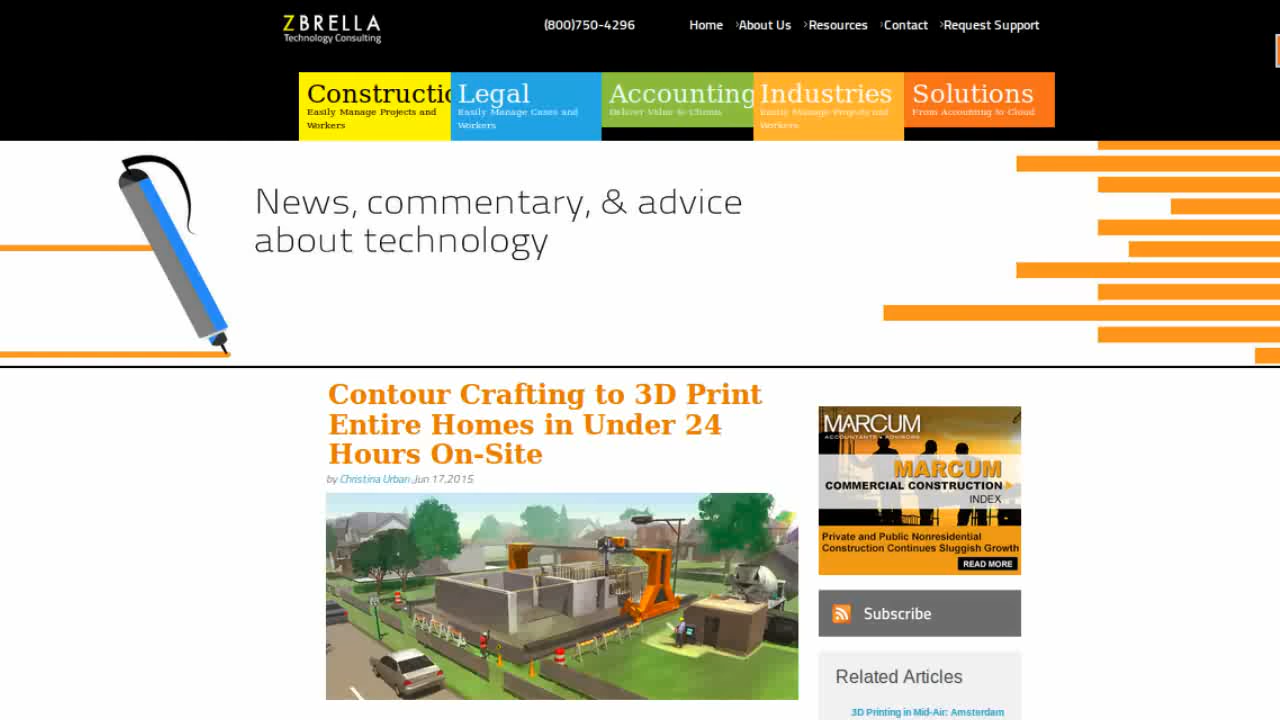 ZBRELLA
Technology Consulting
(800)750-4296
Home
About Us
Resources
Contact
Request Support
Constructio
Easily Manage Projects and
Workers
Legal
Easily Manage Cases and
Workers
Accounting
Deliver Value to Clients
Industries
Easily Manage Projects and
Workers
Solutions
From Accounting to Cloud
News, commentary, & advice
about technology
Contour Crafting to 3D Print
Entire Homes in Under 24
Hours On-Site
by Christina Urban ,Jun 17,2015
MARCUM
ACCOUNTANTS • ADVISORS
MARCUM
COMMERCIAL CONSTRUCTION
INDEX
Private and Public Nonresidential
Construction Continues Sluggish Growth
READ MORE
Subscribe
Related Articles
3D Printing in Mid-Air: Amsterdam